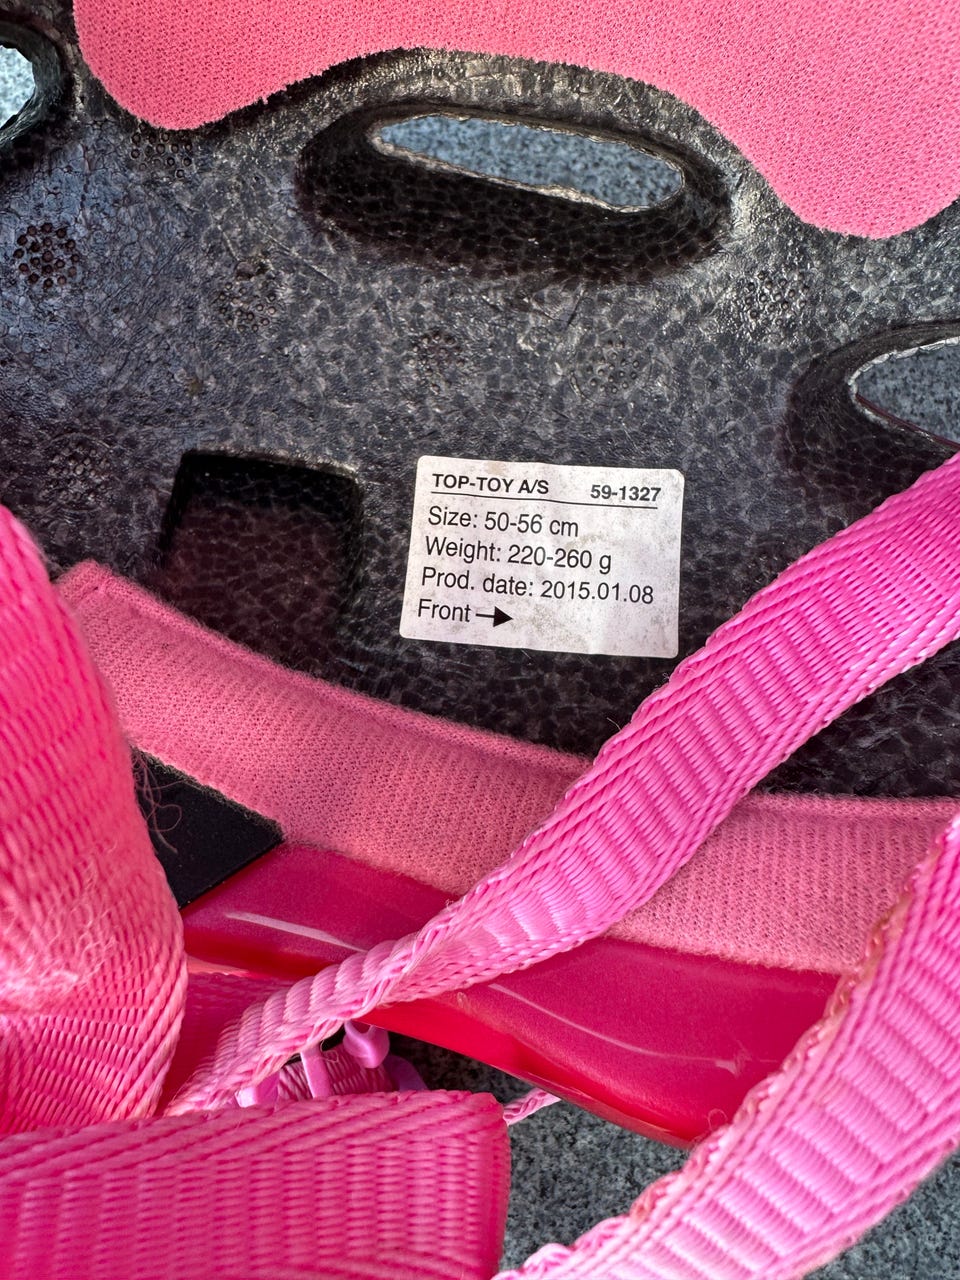 TOP-TOY A/S 59-1327
Size: 50-56 cm
Weight: 220-260 g
Prod. date: 2015.01.08
Front →